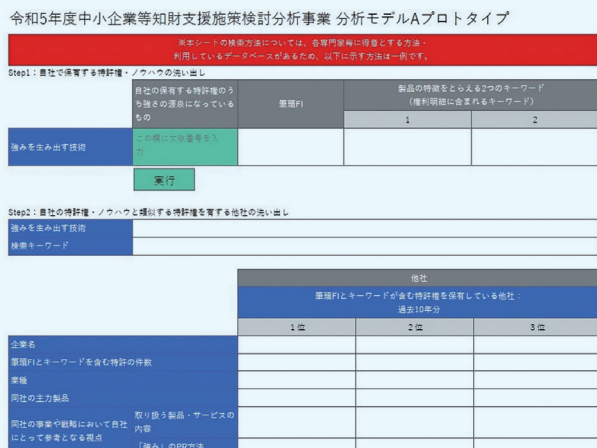 令和5年度中小企業等知財支援施策検討分析事業 分析モデルAプロトタイプ
※本シートの検索方法については、各専門家毎に得意とする方法・
利用しているデータベースがあるため、以下に示す方法は一例です。
Step1：自社で保有する特許権・ノウハウの洗い出し
自社の保有する特許権のう
ち強さの源泉になっている
もの
筆頭FI
製品の特徴をとらえる2つのキーワード
(権利明細に含まれるキーワード)
1
2
強みを生み出す技術
この欄に文献番号を入
力
実行
Step2：自社の特許権・ノウハウと類似する特許権を有する他社の洗い出し
強みを生み出す技術
検索キーワード
他社
筆頭FIとキーワードが含む特許権を保有している他社：
過去10年分
1位
2位
3位
企業名
筆頭FIとキーワードを含む特許の件数
業種
同社の主力製品
同社の事業や戦略において自社
にとって参考となる視点
取り扱う製品・サービスの
内容
「強み」のPR方法